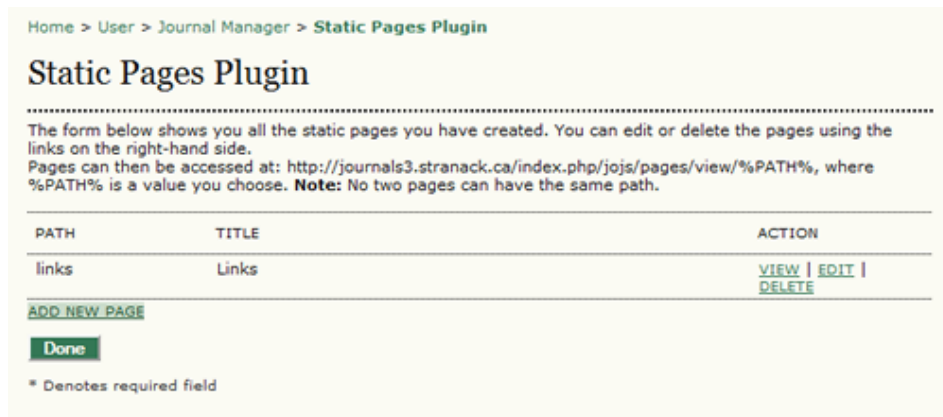 Home > User > Journal Manager > Static Pages Plugin
Static Pages Plugin
The form below shows you all the static pages you have created. You can edit or delete the pages using the
links on the right-hand side.
Pages can then be accessed at: http://journals3.stranack.ca/index.php/jojs/pages/view/%PATH%, where
%PATH% is a value you choose. Note: No two pages can have the same path.
PATH TITLE ACTION
links Links VIEW | EDIT |
DELETE
ADD NEW PAGE
Done
* Denotes required field